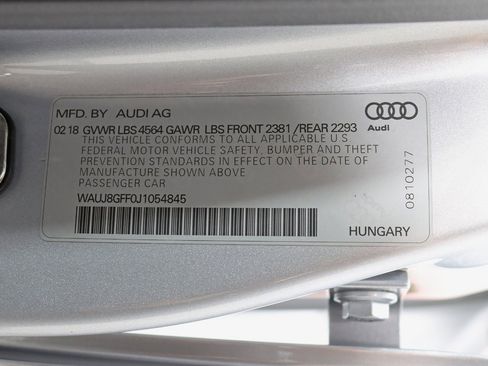 MFD. BY AUDI AG
02 18 GVWR LBS 4564 GAWR LBS FRONT 2381 /REAR 2293
THIS VEHICLE CONFORMS TO ALL APPLICABLE U S
FEDERAL MOTOR VEHICLE SAFETY. BUMPER AND THEFT
PREVENTION STANDARDS IN EFFECT ON THE DATE OF
MANUFACTURE SHOWN ABOVE.
PASSENGER CAR
WAUJ8GFF0J1054845
Audi
0810277
HUNGARY